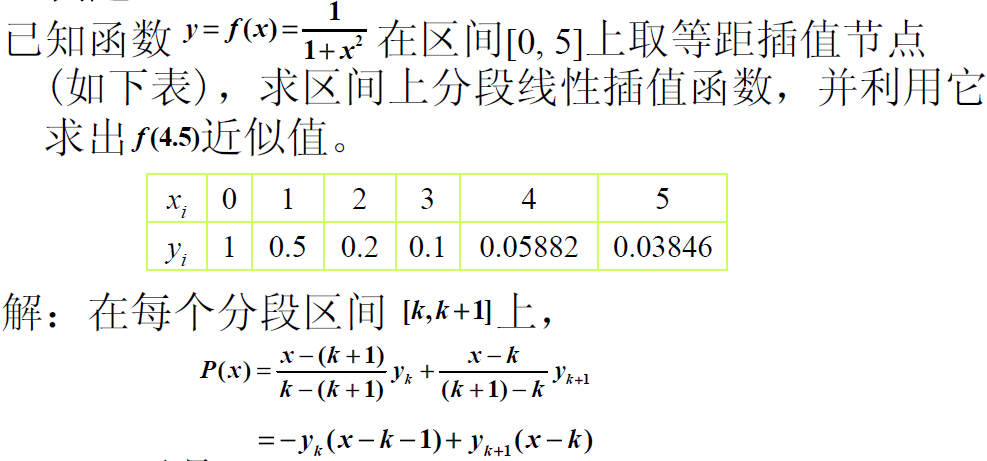 已知函数 y = f(x) = 1/(1+x²) 在区间[0, 5]上取等距插值节点
(如下表)，求区间上分段线性插值函数，并利用它
求出f(4.5)近似值。
x_i 0 1 2 3 4 5
y_i 1 0.5 0.2 0.1 0.05882 0.03846
解：在每个分段区间 [k,k+1]上，
P(x) = (x−(k+1))/(k−(k+1)) y_k + (x−k)/((k+1)−k) y_{k+1}
= −y_k(x−k−1)+ y_{k+1}(x−k)